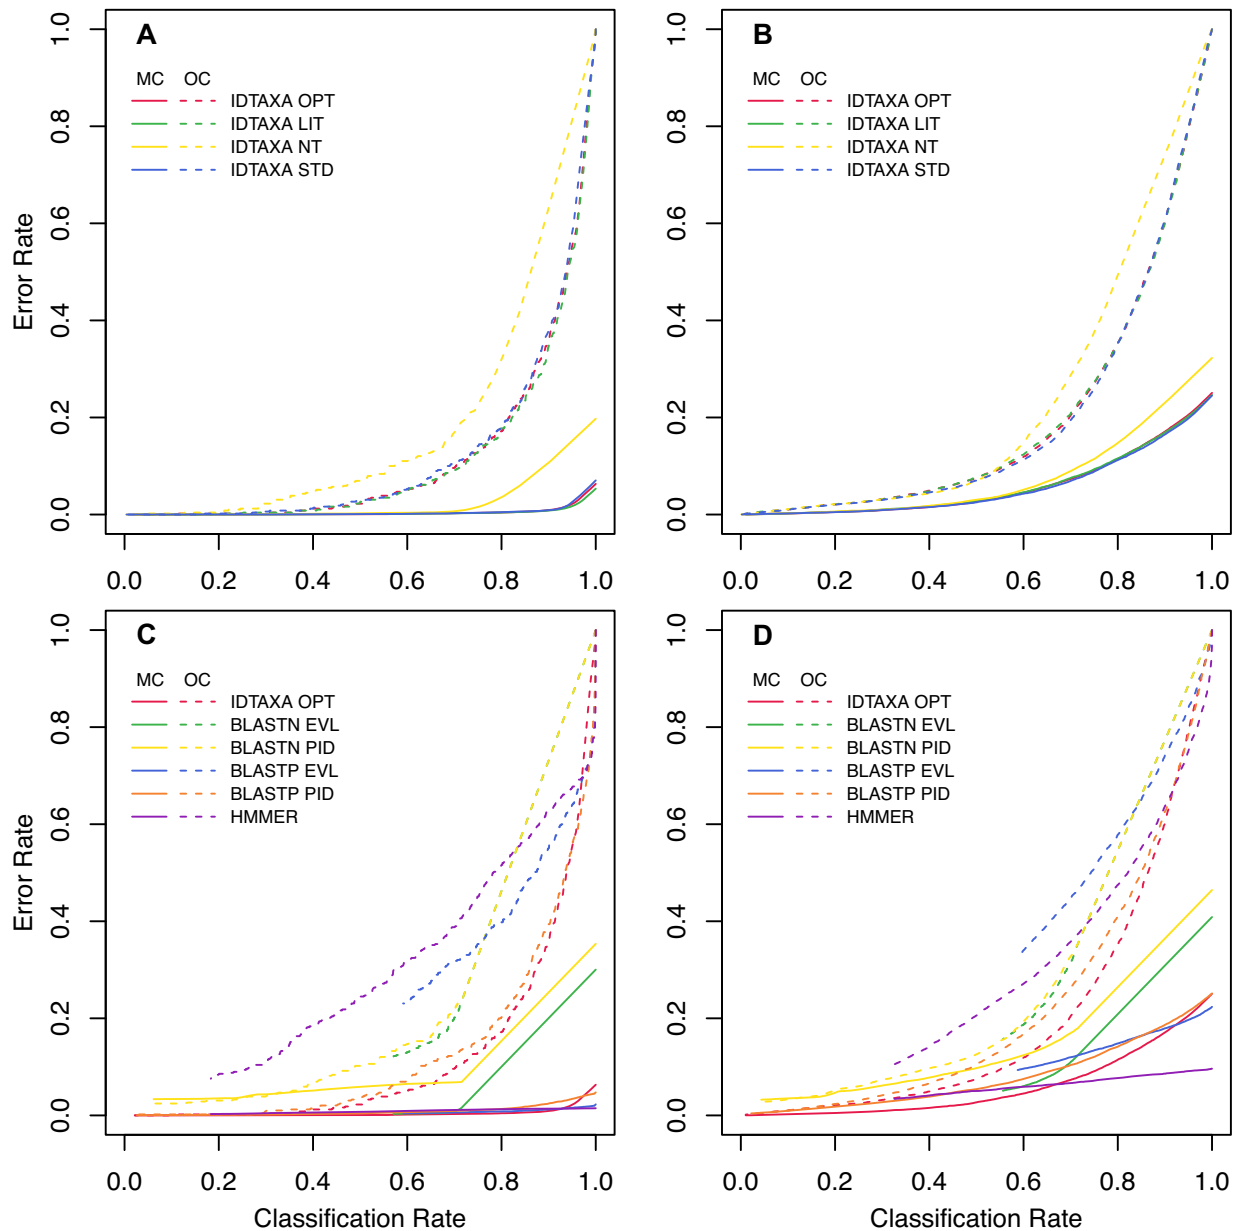 A
MC OC
IDTAXA OPT
IDTAXA LIT
IDTAXA NT
IDTAXA STD
Error Rate
0.0 0.2 0.4 0.6 0.8 1.0
0.0 0.2 0.4 0.6 0.8 1.0
B
MC OC
IDTAXA OPT
IDTAXA LIT
IDTAXA NT
IDTAXA STD
0.0 0.2 0.4 0.6 0.8 1.0
0.0 0.2 0.4 0.6 0.8 1.0
C
MC OC
IDTAXA OPT
BLASTN EVL
BLASTN PID
BLASTP EVL
BLASTP PID
HMMER
Error Rate
0.0 0.2 0.4 0.6 0.8 1.0
0.0 0.2 0.4 0.6 0.8 1.0
Classification Rate
D
MC OC
IDTAXA OPT
BLASTN EVL
BLASTN PID
BLASTP EVL
BLASTP PID
HMMER
0.0 0.2 0.4 0.6 0.8 1.0
0.0 0.2 0.4 0.6 0.8 1.0
Classification Rate